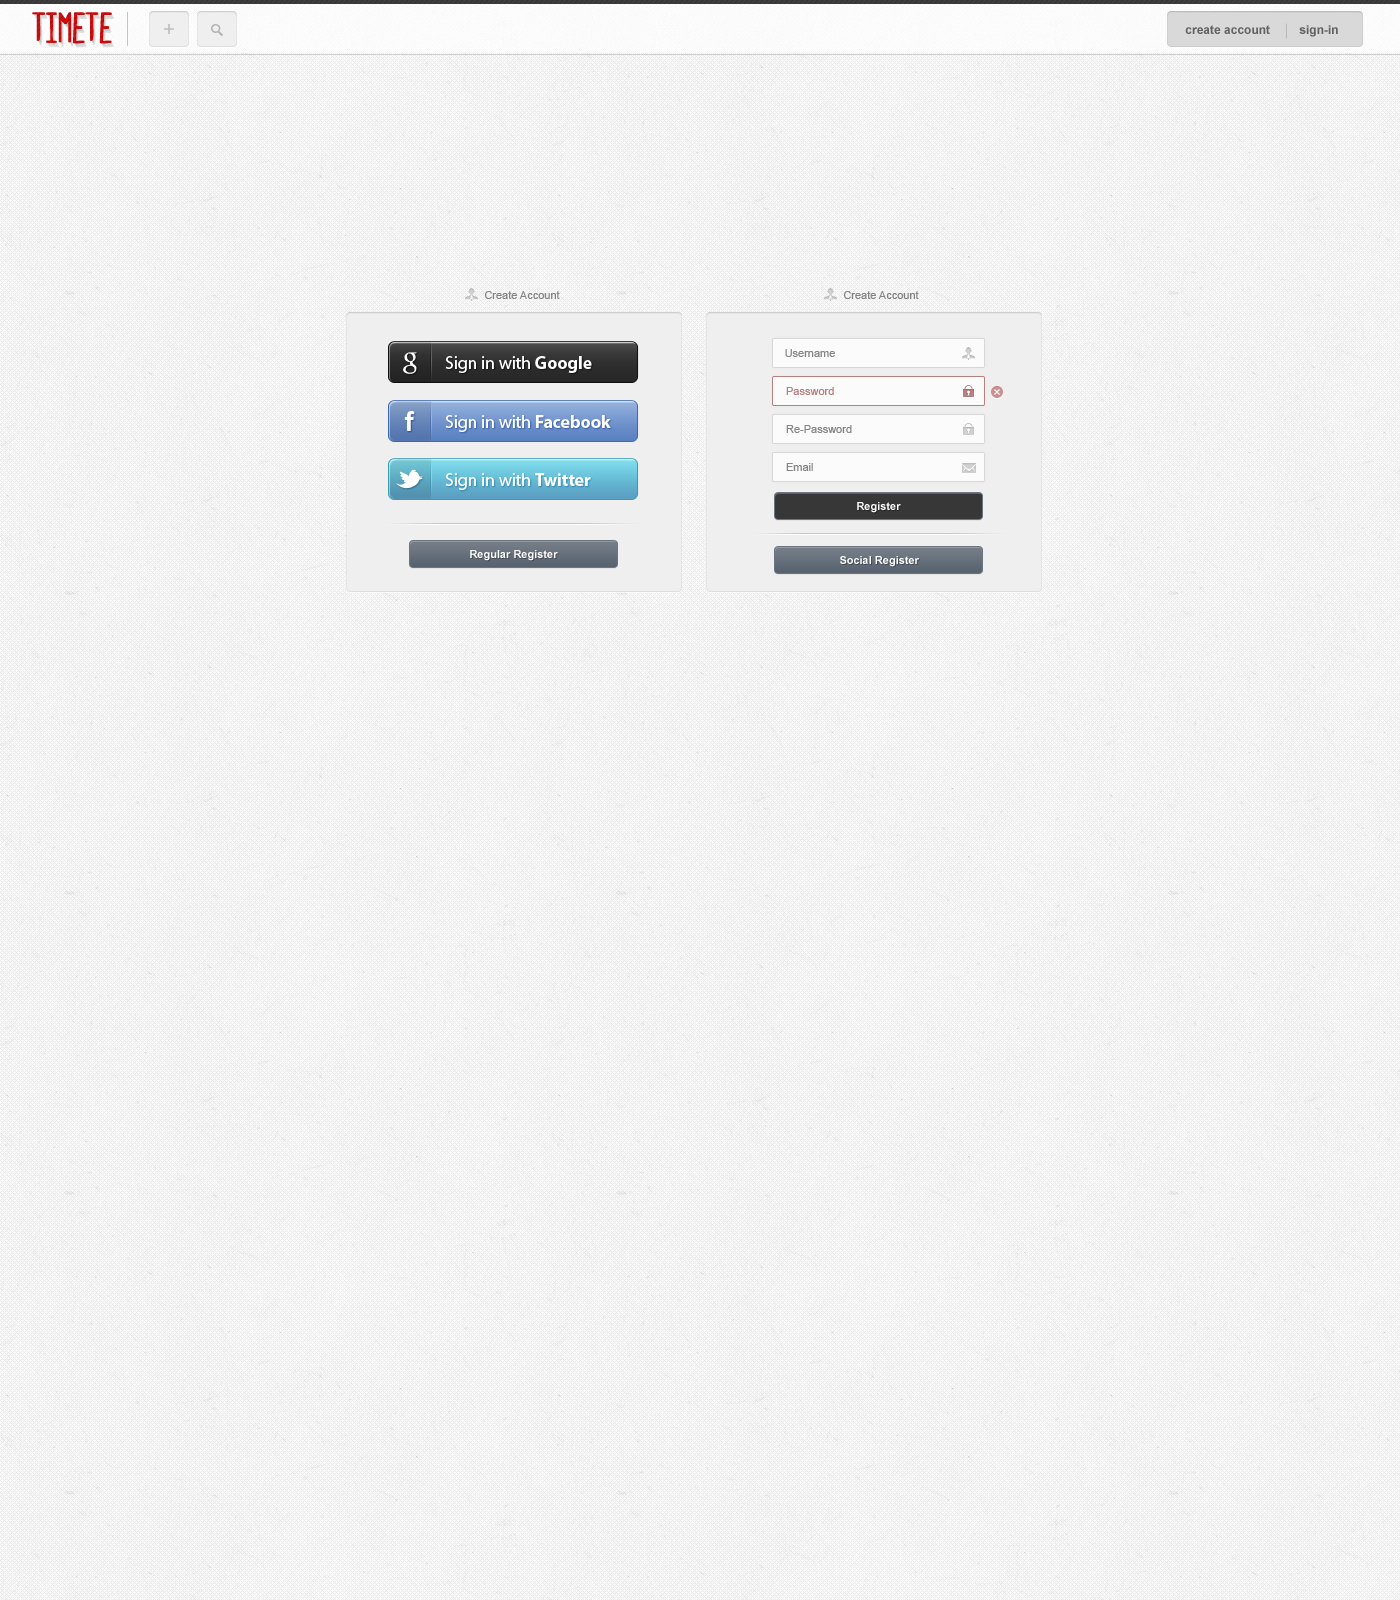 TIMETE
create account
sign-in
Create Account
Sign in with Google
Sign in with Facebook
Sign in with Twitter
Regular Register
Create Account
Username
Password
Re-Password
Email
Register
Social Register